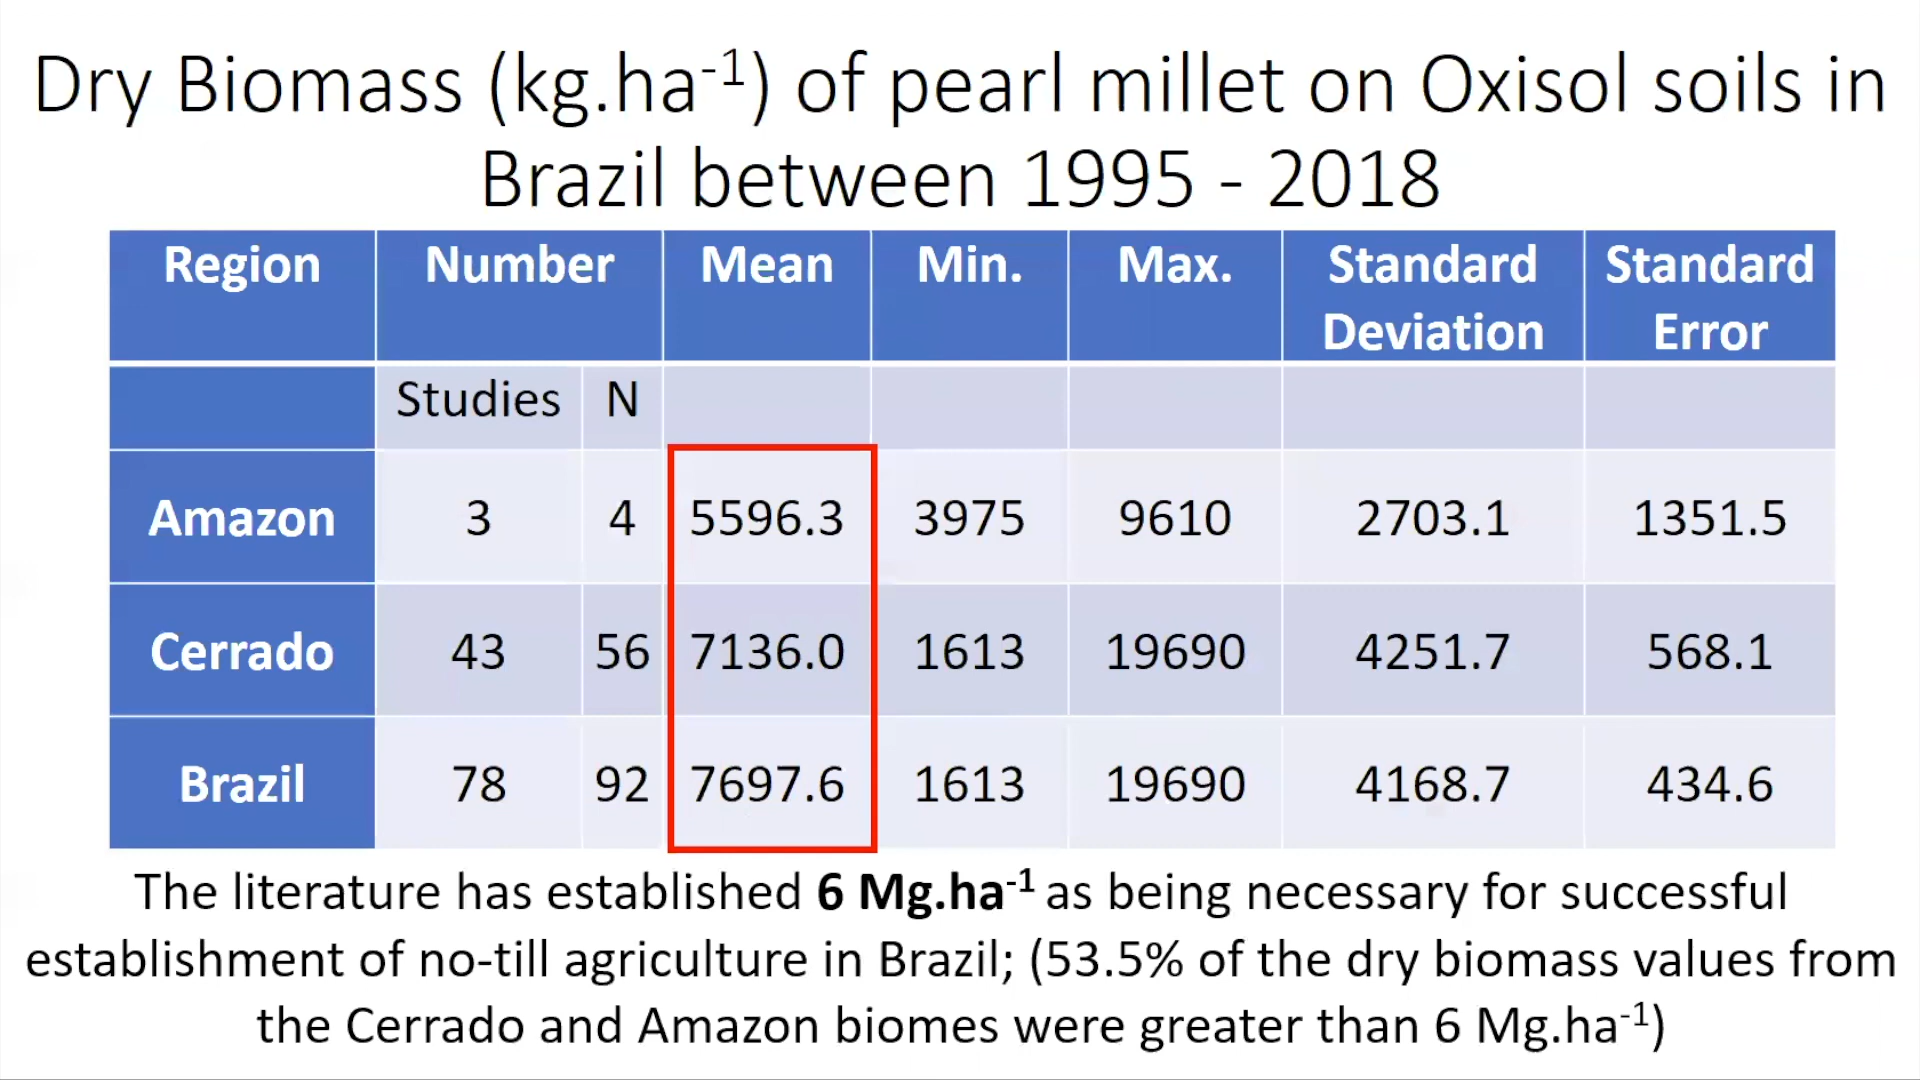 Dry Biomass (kg.ha⁻¹) of pearl millet on Oxisol soils in
Brazil between 1995 - 2018
Region Number Mean Min. Max. Standard Deviation Standard Error
Studies N
Amazon 3 4 5596.3 3975 9610 2703.1 1351.5
Cerrado 43 56 7136.0 1613 19690 4251.7 568.1
Brazil 78 92 7697.6 1613 19690 4168.7 434.6
The literature has established 6 Mg.ha⁻¹ as being necessary for successful
establishment of no-till agriculture in Brazil; (53.5% of the dry biomass values from
the Cerrado and Amazon biomes were greater than 6 Mg.ha⁻¹)